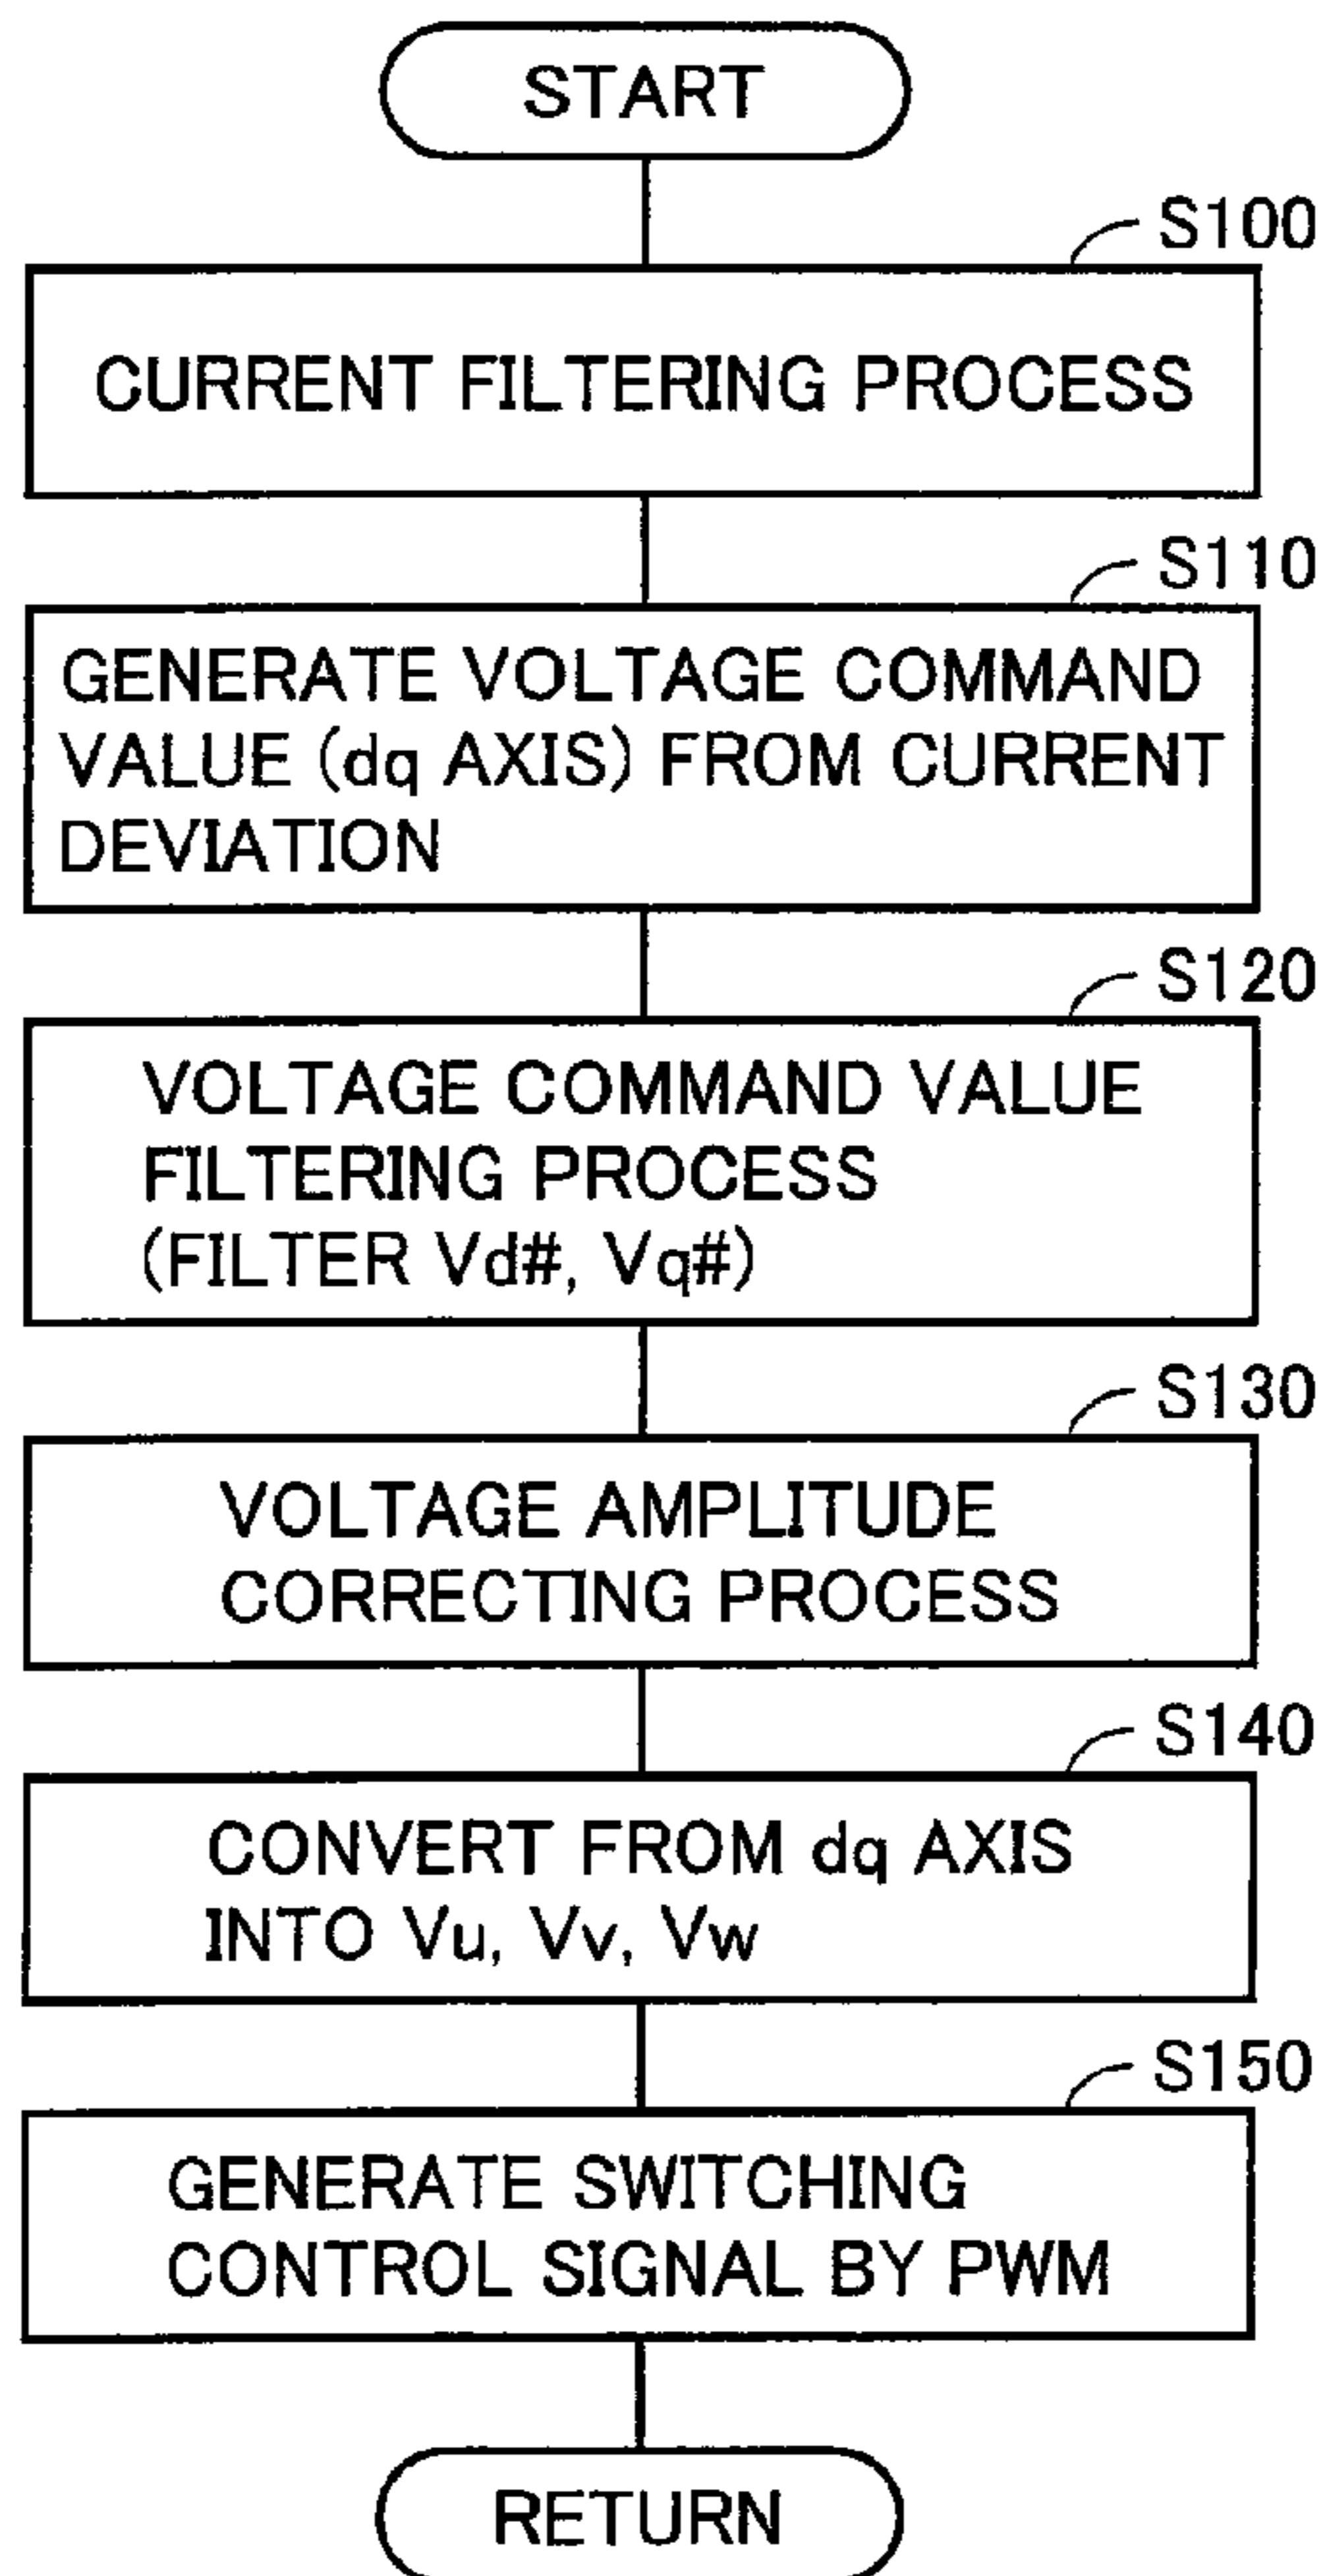 START
S100
CURRENT FILTERING PROCESS
S110
GENERATE VOLTAGE COMMAND
VALUE (dq AXIS) FROM CURRENT
DEVIATION
S120
VOLTAGE COMMAND VALUE
FILTERING PROCESS
(FILTER Vd#, Vq#)
S130
VOLTAGE AMPLITUDE
CORRECTING PROCESS
S140
CONVERT FROM dq AXIS
INTO Vu, Vv, Vw
S150
GENERATE SWITCHING
CONTROL SIGNAL BY PWM
RETURN